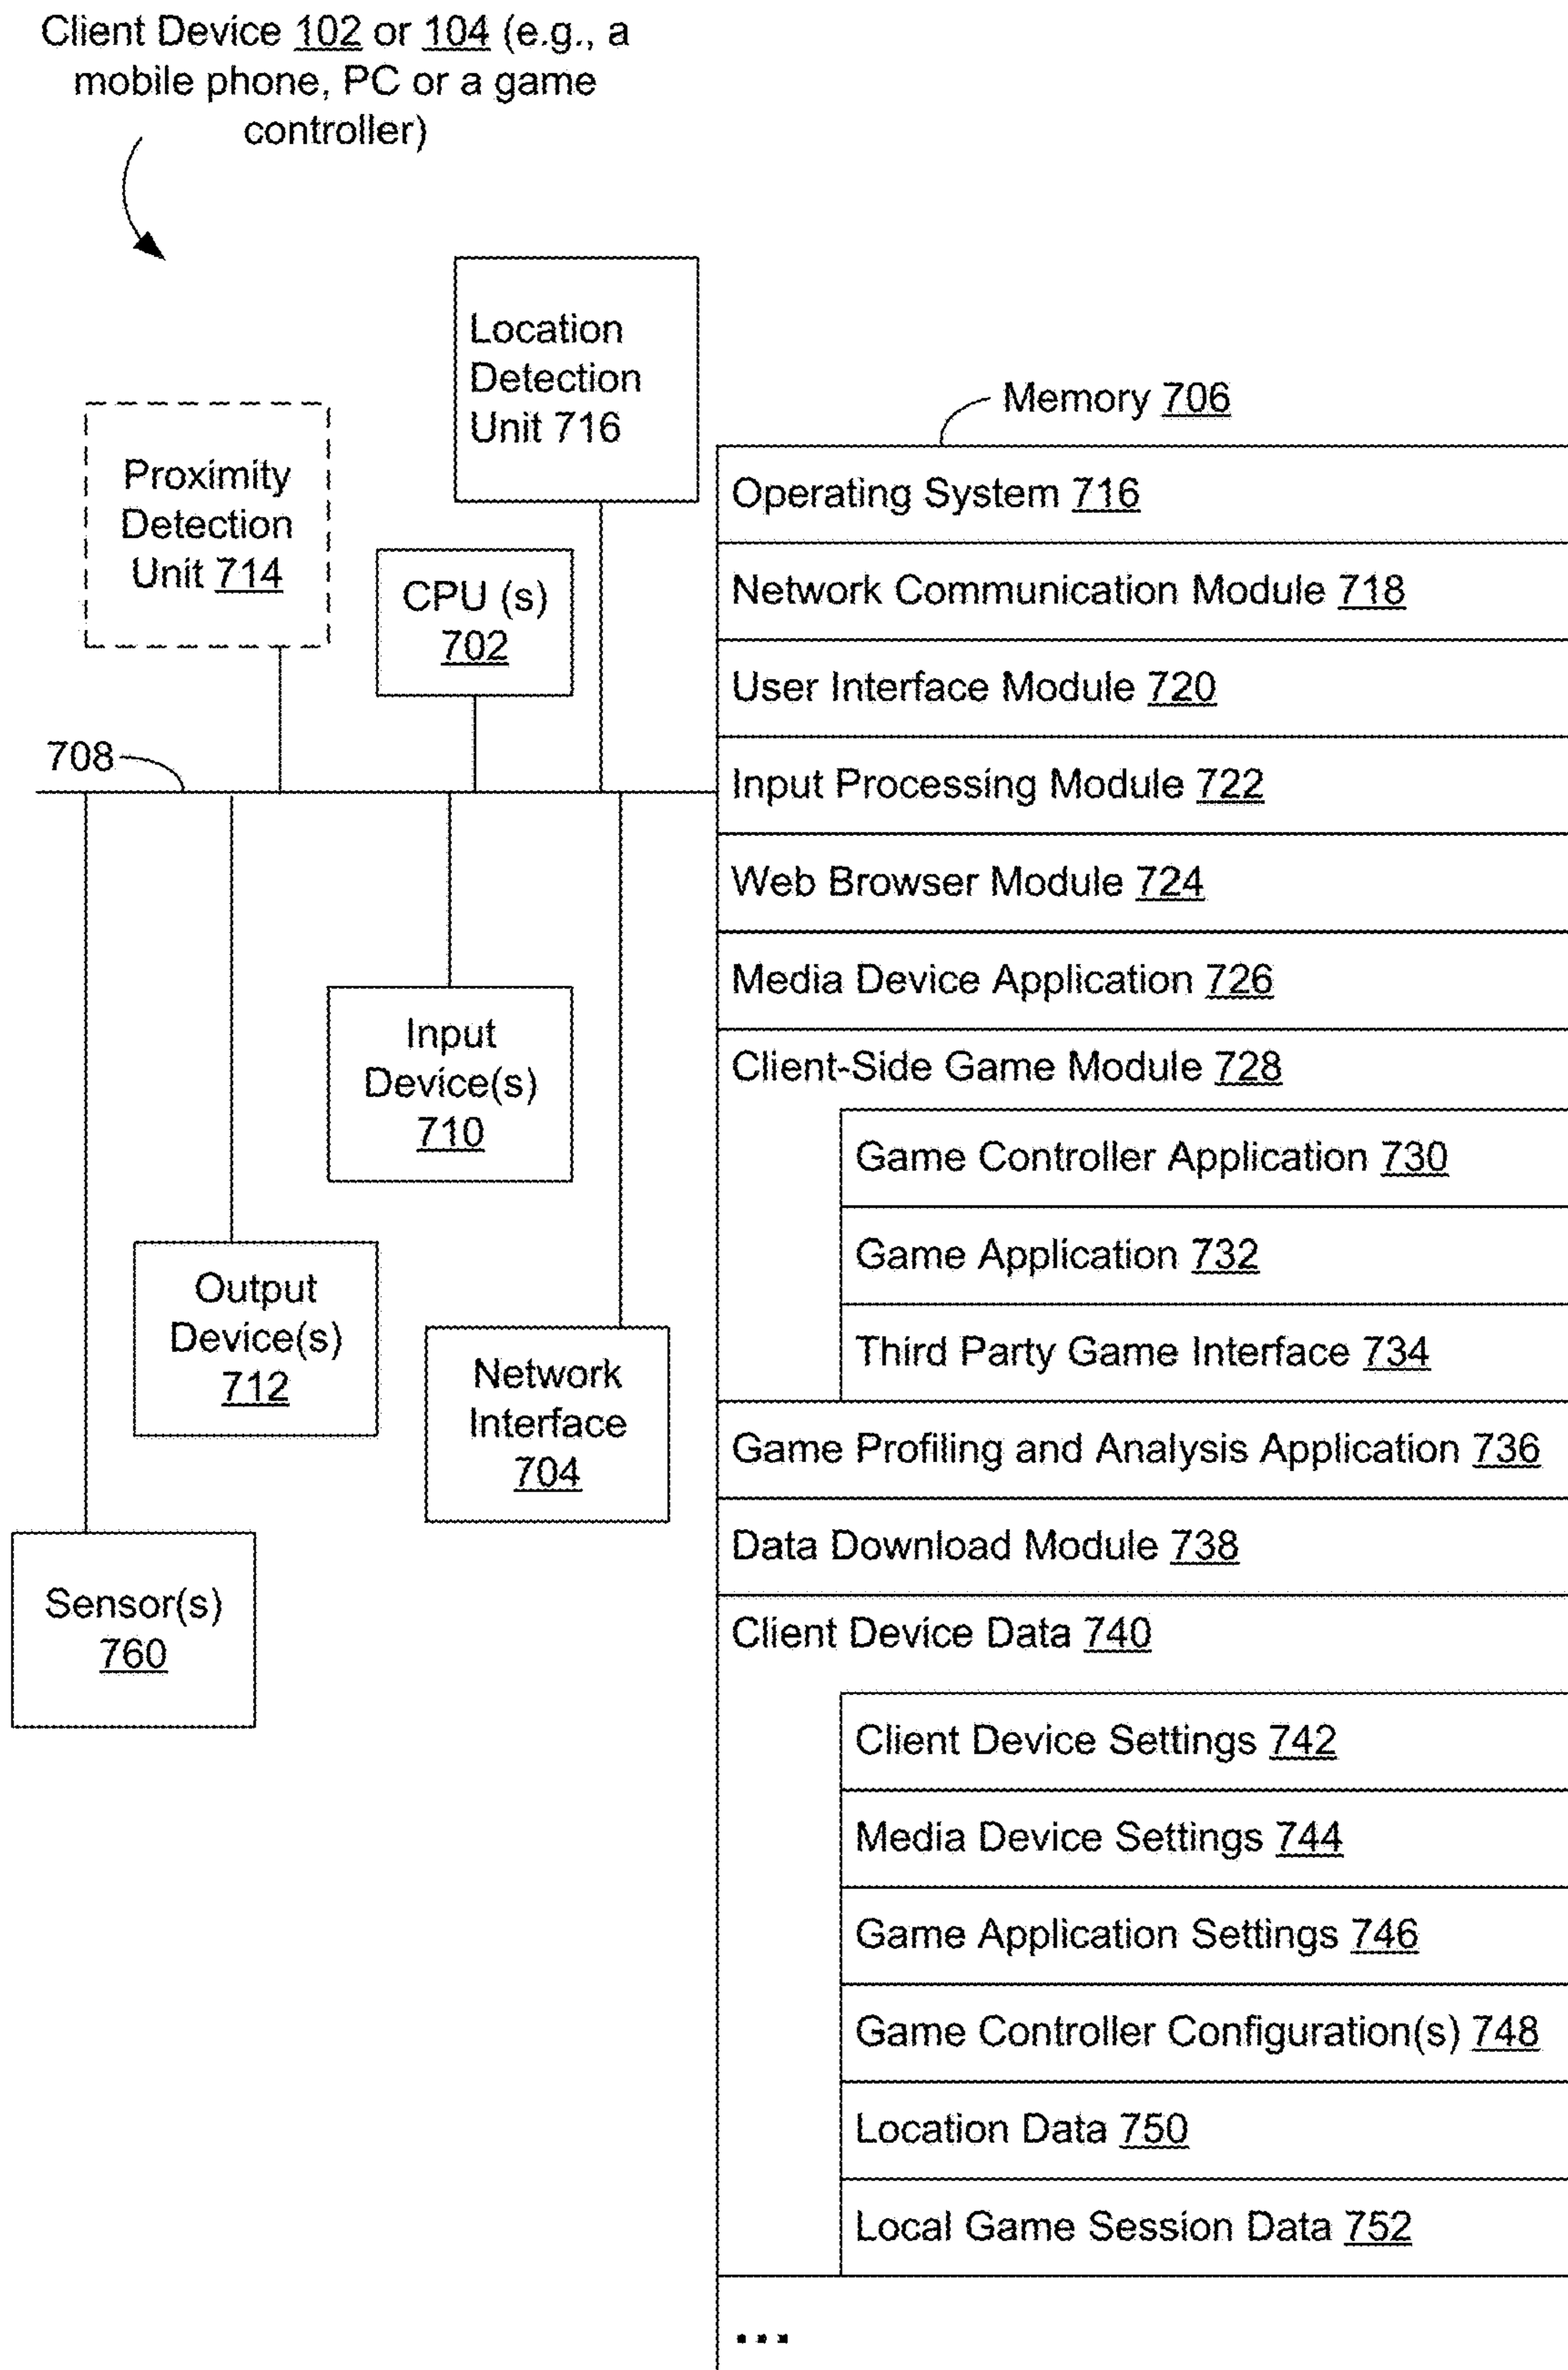 Client Device 102 or 104 (e.g., a
mobile phone, PC or a game
controller)
Location
Detection
Unit 716
Proximity
Detection
Unit 714
CPU (s)
702
708
Input
Device(s)
710
Output
Device(s)
712
Network
Interface
704
Sensor(s)
760
Memory 706
Operating System 716
Network Communication Module 718
User Interface Module 720
Input Processing Module 722
Web Browser Module 724
Media Device Application 726
Client-Side Game Module 728
Game Controller Application 730
Game Application 732
Third Party Game Interface 734
Game Profiling and Analysis Application 736
Data Download Module 738
Client Device Data 740
Client Device Settings 742
Media Device Settings 744
Game Application Settings 746
Game Controller Configuration(s) 748
Location Data 750
Local Game Session Data 752
...